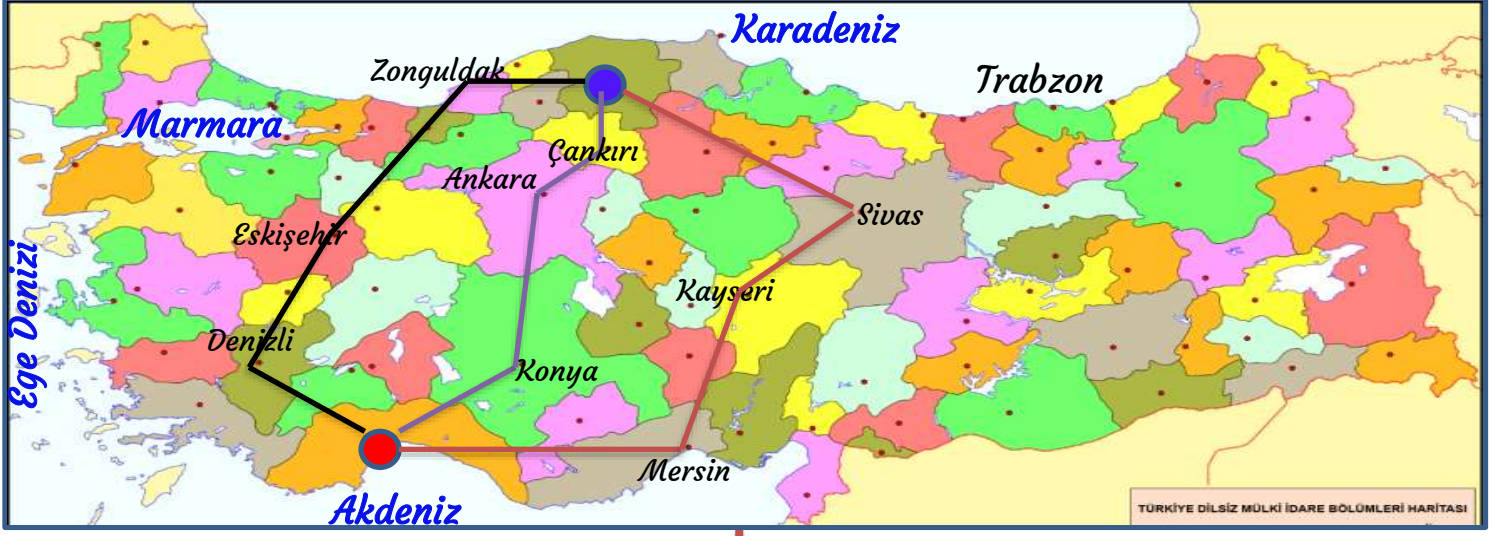 Karadeniz
Zonguldak
Trabzon
Marmara
Çankırı
Ankara
Sivas
Eskişehir
Ege Denizi
Kayseri
Denizli
Konya
Mersin
Akdeniz
TÜRKİYE DİLSİZ MÜLKİ İDARE BÖLÜMLERİ HARİTASI